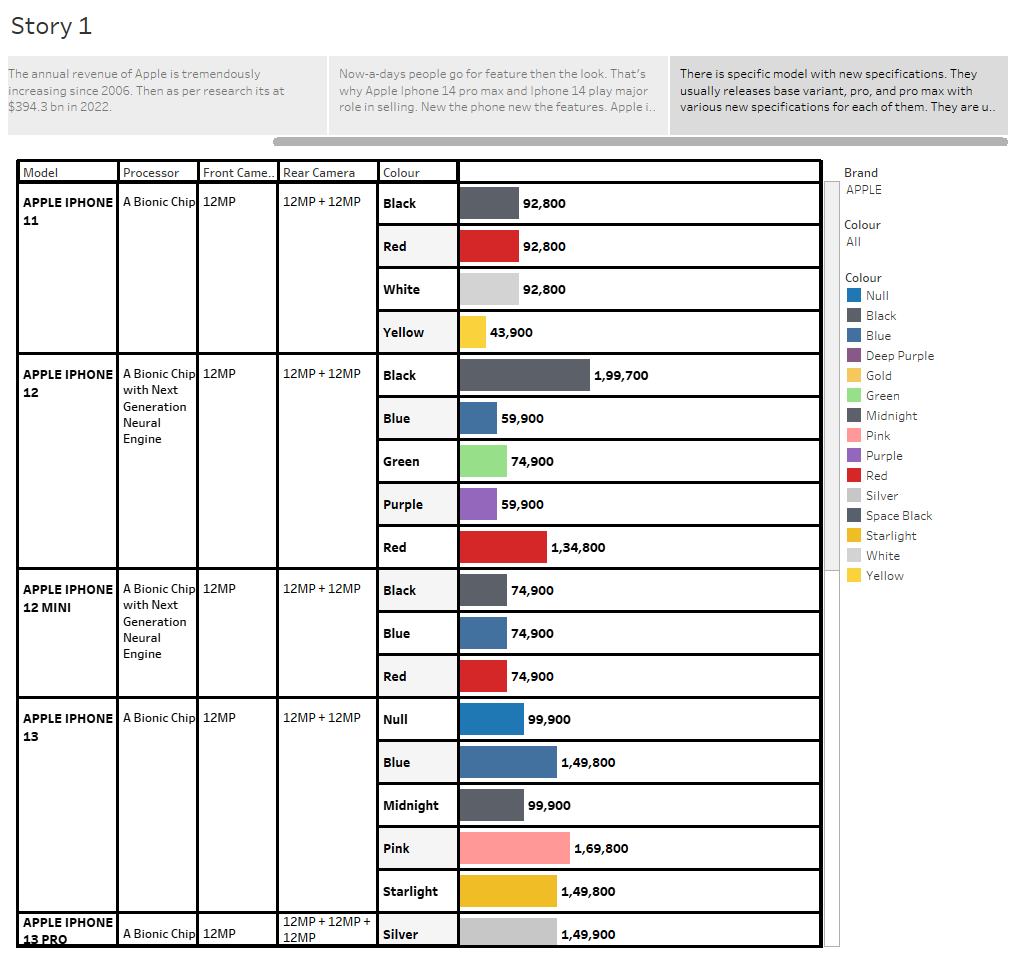 Story 1
The annual revenue of Apple is tremendously
increasing since 2006. Then as per research its at
$394.3 bn in 2022.
Now-a-days people go for feature then the look. That's
why Apple Iphone 14 pro max and Iphone 14 play major
role in selling. New the phone new the features. Apple i..
There is specific model with new specifications. They
usually releases base variant, pro, and pro max with
various new specifications for each of them. They are u..
Model Processor Front Came.. Rear Camera Colour
APPLE IPHONE 11 A Bionic Chip 12MP 12MP + 12MP Black 92,800
Red 92,800
White 92,800
Yellow 43,900
APPLE IPHONE 12 A Bionic Chip with Next Generation Neural Engine 12MP 12MP + 12MP Black 1,99,700
Blue 59,900
Green 74,900
Purple 59,900
Red 1,34,800
APPLE IPHONE 12 MINI A Bionic Chip with Next Generation Neural Engine 12MP 12MP + 12MP Black 74,900
Blue 74,900
Red 74,900
APPLE IPHONE 13 A Bionic Chip 12MP 12MP + 12MP Null 99,900
Blue 1,49,800
Midnight 99,900
Pink 1,69,800
Starlight 1,49,800
APPLE IPHONE 13 PRO A Bionic Chip 12MP 12MP + 12MP + 12MP Silver 1,49,900
Brand
APPLE
Colour
All
Colour
Null
Black
Blue
Deep Purple
Gold
Green
Midnight
Pink
Purple
Red
Silver
Space Black
Starlight
White
Yellow